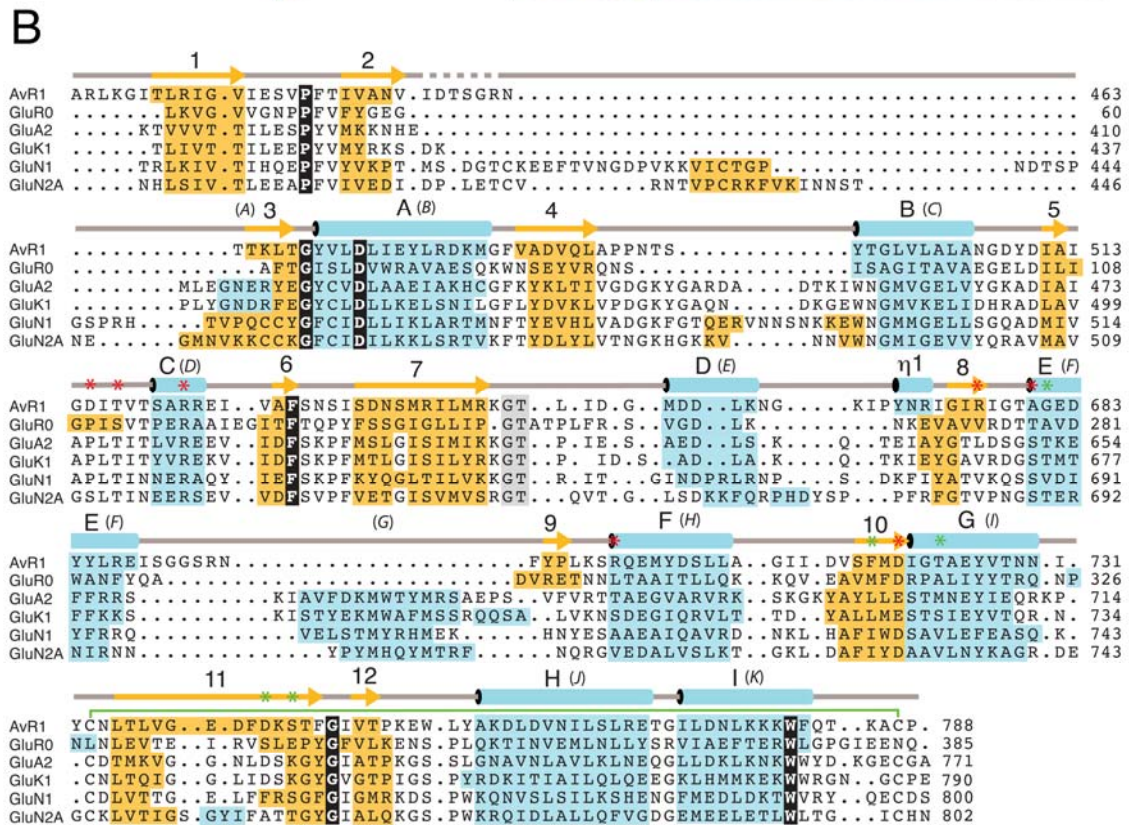 B
1 2
AvR1 ARLKGITLRIG.VIESVPFTIVANV.IDTSGRN.......................................... 463
GluR0 .......LKVG.VVGNPPFVFYGEG................................................. 60
GluA2 .....KTVVVT.TILESPYVMKKNHE................................................ 410
GluK1 .......TLIVT.TILEEPYVMYRKS.DK............................................. 437
GluN1 .....TRLKIV.TIHQEPFVYVKPT.MS.DGTCKEEFTVNGDPVKKVICTGP..................NDTSP 444
GluN2A .....NHLSIV.TLEEAPFVIVEDI.DP.LETCV.........RNTVPCRKFVKINNST................ 446
(A) 3 A (B) 4 B (C) 5
AvR1 ............TTKLTGYVLDLIEYLRDKMGFVADVQLAPPNTS.............YTGLVLALANGDYDIAI 513
GluR0 ..............AFTGISLDVWRAVAESQKWNSEYVRQNS................ISAGITAVAEGELDILI 108
GluA2 ........MLEGNERYEGYCVDLAAEIAKHCGFKYKLTIVGDGKYGARDA.....DTKIWNGMVGELVYGKADIAI 473
GluK1 ........PLYGNDRFEGYCLDLLKELSNILGFLYDVKLVPDGKYGAQN......DKGEWNGMVKELIDHRADLAV 499
GluN1 GSPRH.....TVPQCCYGFCIDLLIKLARTMNFTYEVHLVADGKFGTQERVNNSNKKEWNGMMGELLSGQADMIV 514
GluN2A NE......GMNVKKCCKGFCIDILKKLSRTVKFTYDLYLVTNGKHGKKV......NNVWNGMIGEVVYQRAVMAV 509
C (D) 6 7 D (E) η1 8 E (F)
AvR1 GDITVTSARREI..VAFSNSISDNSMRILMRKGT..L.ID.G..MDD..LKNG.....KIPYNRIGIRIGTAGED 683
GluR0 GPISVTPERAAIEGITFTQPYFSSGIGLLIP.GTATPLFR.S..VGD..LK............NKEVAVVRDTTAVD 281
GluA2 APLTITLVREEV..IDFSKPFMSLGISIMIKKGT..P.IE.S..AED..LS.K....Q..TEIAYGTLDSGSTKE 654
GluK1 APLTITYVREKV..IDFSKPFMTLGISILYRKGT..P.ID.S..AD..LA.K.....Q..TKIEYGAVRDGSTMT 677
GluN1 APLTINNERAQY..IEFSKPFKYQGLTILVKKGT..R.IT...GINDPRLRNP...S..DKFIYATVKQSSVDI 691
GluN2A GSLTINEERSEV..VDFSVPFVETGISVMVSRGT...QVT.G..LSDKKFQRPHDYSP..PFRFGTVPNGSTER 692
E (F) (G) 9 F (H) 10 G (I)
AvR1 YYLREISGGSRN.......................FYPLKSRQEMYDSLLA..GII.DVSFMDIGTAEYYTNN.I. 731
GluR0 WANFYQA............................DVRETNNLTAAITLLQK..KQV.EAVMFDRPALIYYTRQ.NP 326
GluA2 FFRRS..........KIAVFDKMWTYMRSAEPS..VFVRTTAEGVARVRK..SKGKYAYLLESTMNEYIEQRKP. 714
GluK1 FFKKS..........KISTYEKMWAFMSSRQQSA..LVKNSDEGIQRVLT..TD.YALLMESTSIEYVTQ.RN. 734
GluN1 YFRRQ............VELSTMYRHMEK......HNYESAAEAIQAVRD..NKL.HAFIWDSAVLEFEASQ.K. 743
GluN2A NIRNN..............YPYMHQYMTRF.....NQRGVEDALVSLKT..GKL.DAFIYDAAVLNYKAGR.DE 743
11 12 H (J) I (K)
AvR1 YCNLTLVG..E.DFDKSTFGIVTPKEW.LYAKDLDVNILSLRETGILDNLKKKWFQT..KACP. 788
GluR0 NLNLEVTE..I.RVSLEPYGFVLKENS.PLQKTINVEMLNLLYSRVIAEFTERWLGPGIEENQ. 385
GluA2 .CDTMKVG..G.NLDSKGYGIATPKGS.SLGNAVNLAVLKLNEQGLLDKLKNKWWYD.KGECGA 771
GluK1 .CNLTQIG..G.LIDSKGYGVGTPIGS.PYRDKITIAILQLQEEGKLHMMKEKWWRGN..GCPE 790
GluN1 .CDLVTTG..E.LFFRSGFGIGMRKDS.PWKQNVSLSILKSHENGFMEDLDKTWVRY..QECDS 800
GluN2A GCKLVTIGS.GYIFATTGYGIALQKGS.PWKRQIDLALLQFVGDGEMEELETLWLTG...ICHN 802